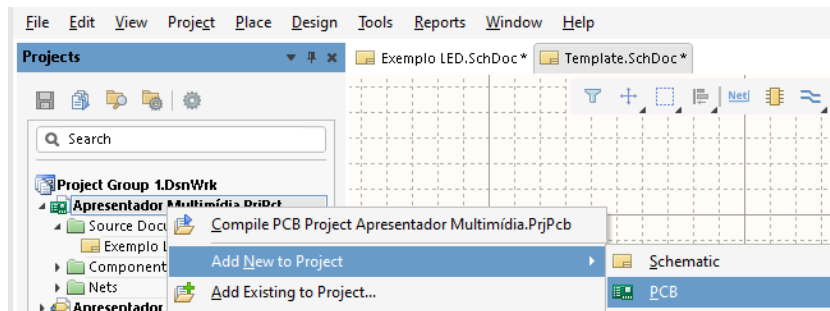 File Edit View Project Place Design Tools Reports Window Help
Projects
Exemplo LED.SchDoc * Template.SchDoc *
Search
Net
Project Group 1.DsnWrk
Apresentador Multimídia.PrjPcb
Source Docu
Compile PCB Project Apresentador Multimídia.PrjPcb
Exemplo L
Component
Add New to Project
Schematic
Nets
Add Existing to Project...
PCB
Apresentador